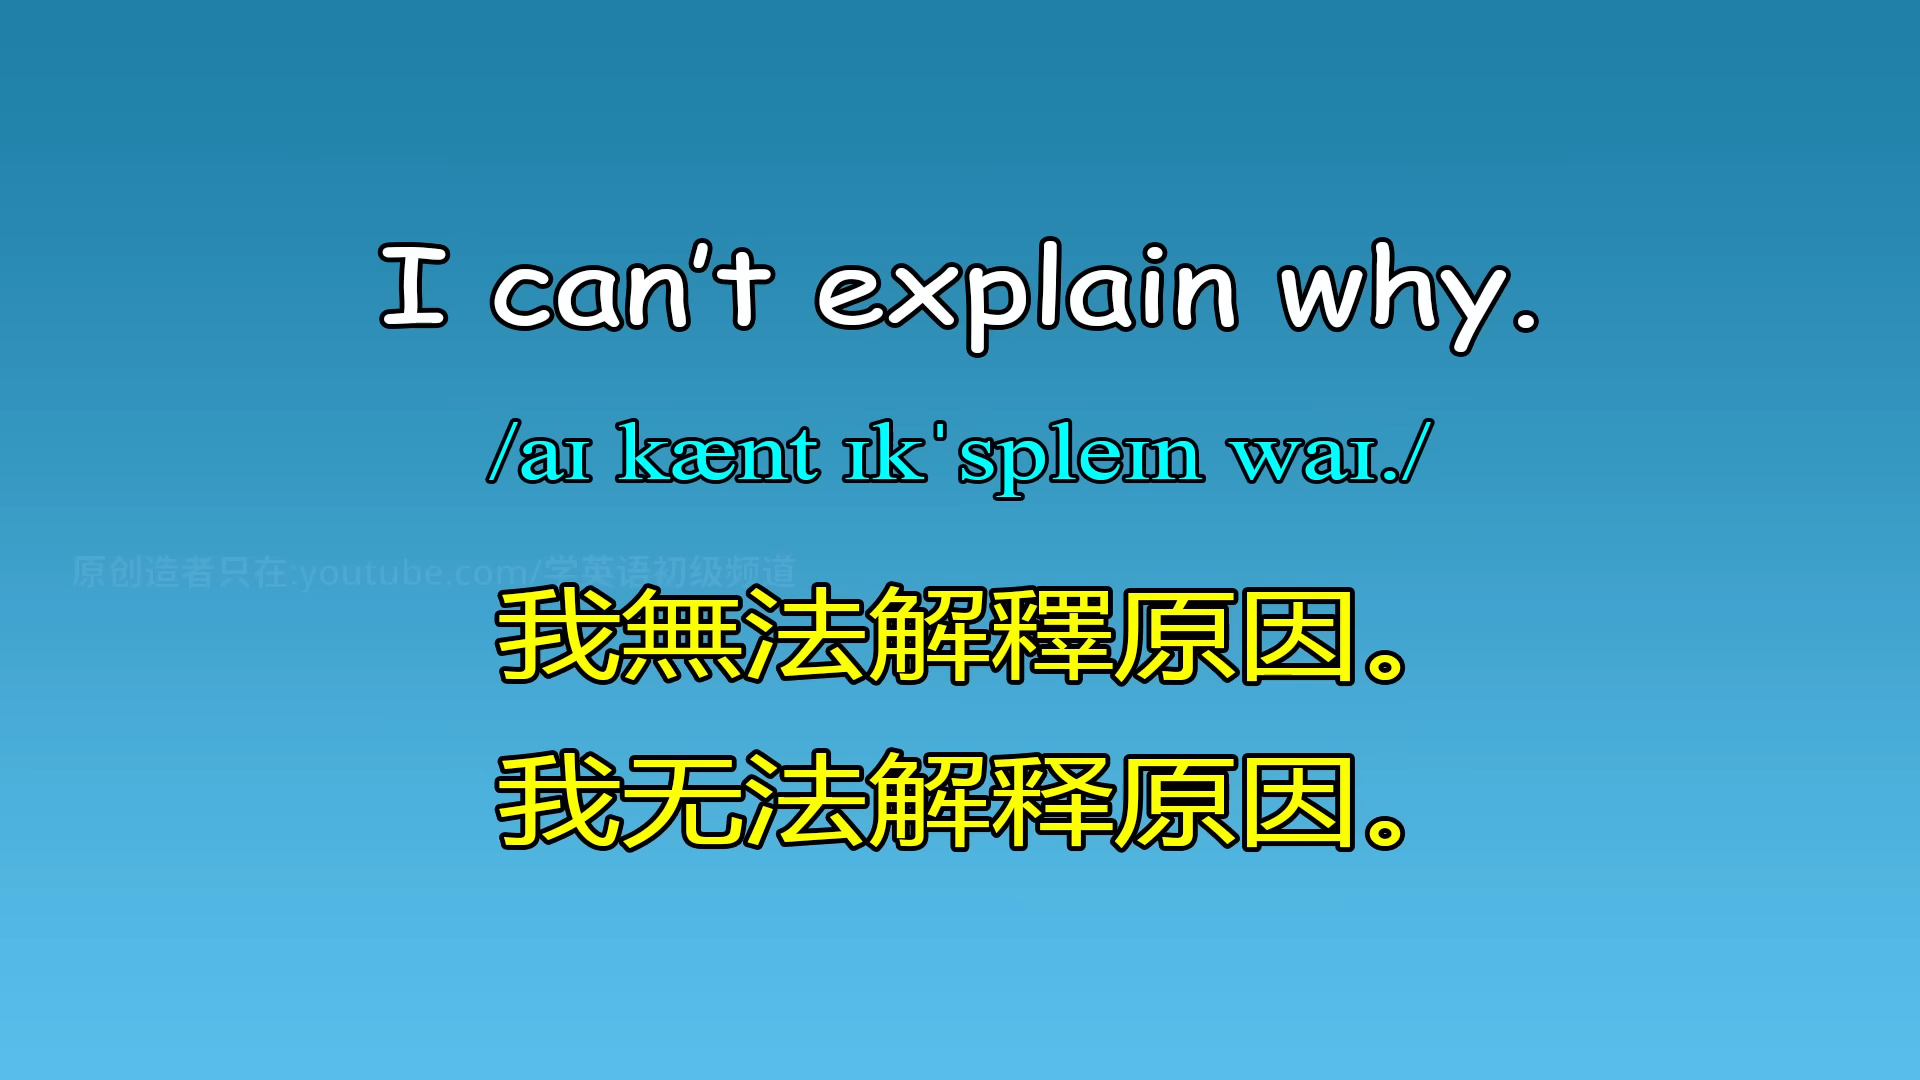 I can't explain why.
/aɪ kænt ɪkˈspleɪn waɪ./
原创造者只在:youtube.com/学英语初级频道
我無法解釋原因。
我无法解释原因。